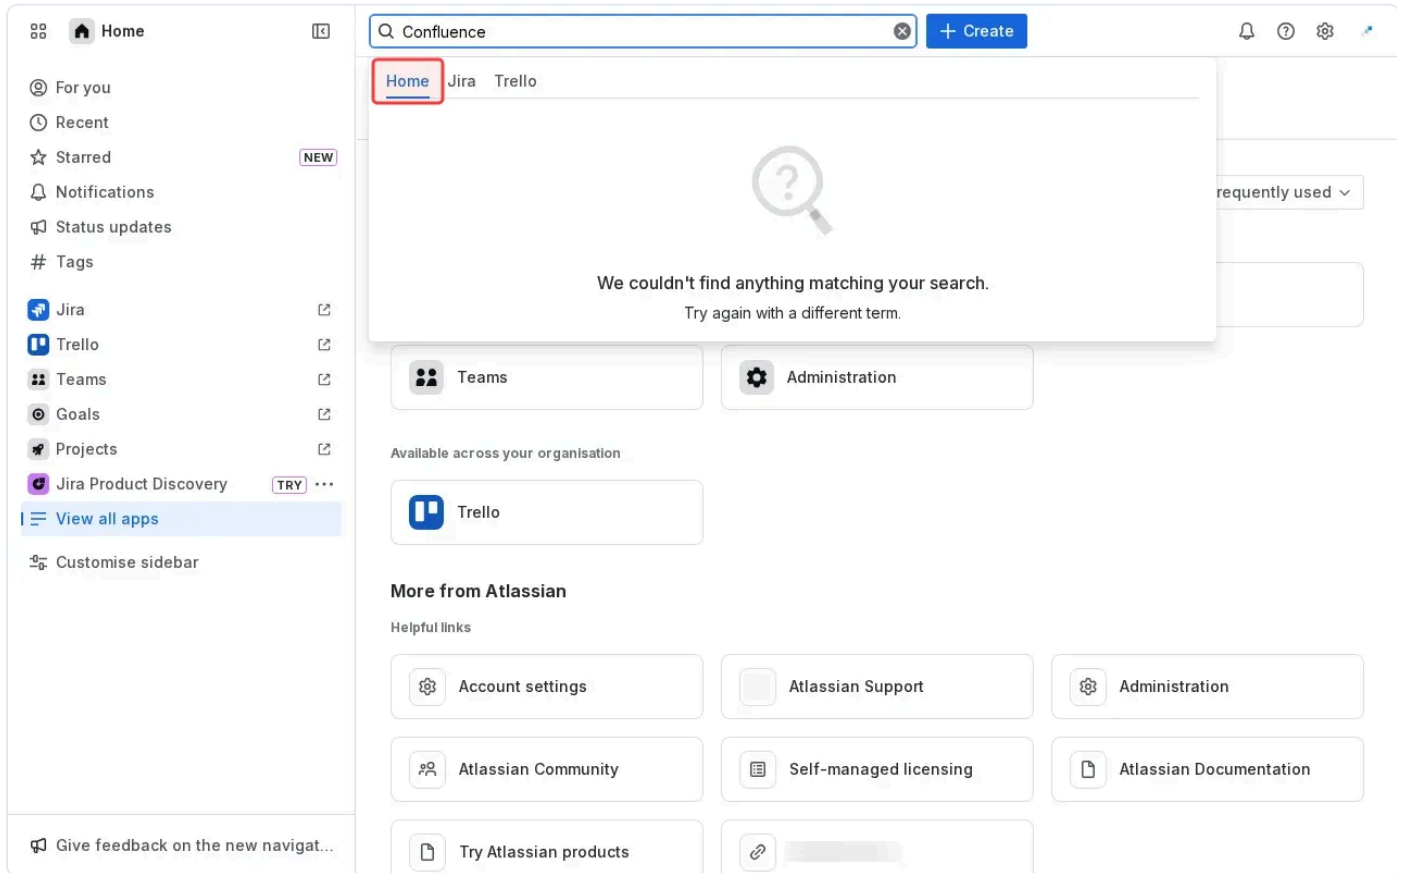 Home
For you
Recent
Starred NEW
Notifications
Status updates
Tags
Jira
Trello
Teams
Goals
Projects
Jira Product Discovery TRY
View all apps
Customise sidebar
Give feedback on the new navigat...
Confluence
Create
Home Jira Trello
?
We couldn't find anything matching your search.
Try again with a different term.
requently used
Teams
Administration
Available across your organisation
Trello
More from Atlassian
Helpful links
Account settings
Atlassian Support
Administration
Atlassian Community
Self-managed licensing
Atlassian Documentation
Try Atlassian products